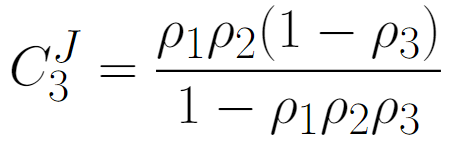 C_3^J = \frac{\rho_1 \rho_2 (1 - \rho_3)}{1 - \rho_1 \rho_2 \rho_3}